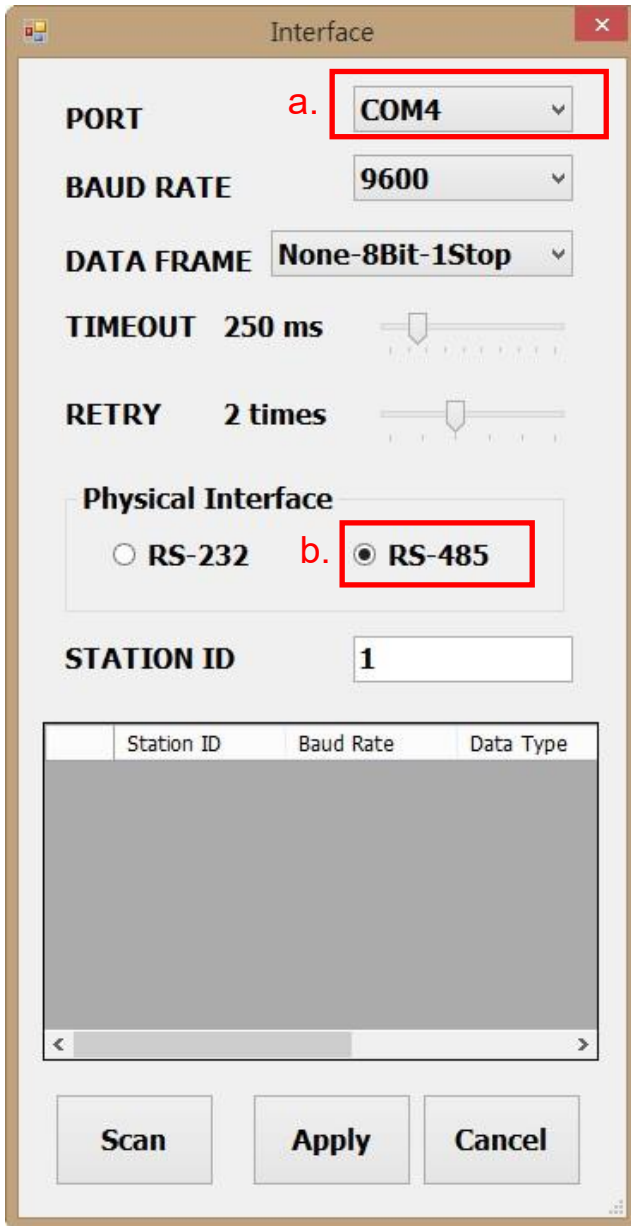 Interface
PORT a. COM4
BAUD RATE 9600
DATA FRAME None-8Bit-1Stop
TIMEOUT 250 ms
RETRY 2 times
Physical Interface
RS-232 b. RS-485
STATION ID 1
Station ID Baud Rate Data Type
Scan Apply Cancel